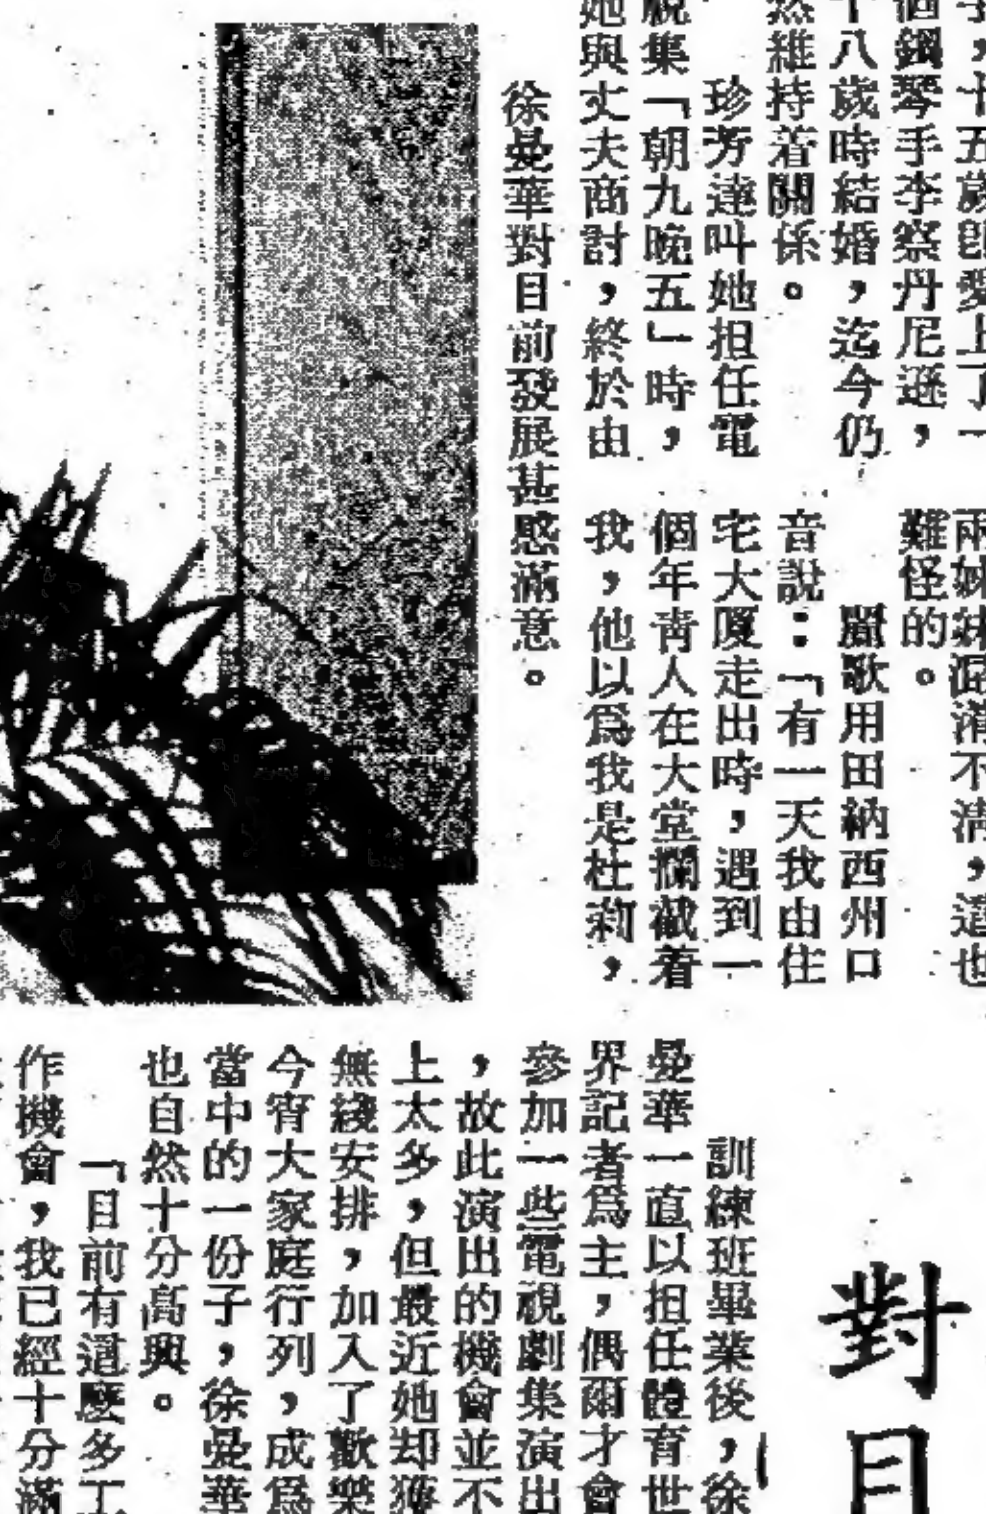 子，十五歲即愛上了一
個鋼琴手李察丹尼遜，
十八歲時結婚，迄今仍
然維持着關係。
珍芳達叫她担任電
視集「朝九晚五」時，
她與丈夫商討，終於由
兩姊妹混淆不清，這也
難怪的。
麗歌用田納西州口
音説：「有一天我由住
宅大厦走出時，遇到一
個年青人在大堂攔截着
我，他以爲我是杜莉，
徐曼華對目前發展甚感滿意。
對目
訓練班畢業後，徐
曼華一直以担任體育世
界記者爲主，偶爾才會
參加一些電視劇集演出
，故此演出的機會並不
上太多，但最近她却獲
無綫安排，加入了歡樂
今宵大家庭行列，成爲
當中的一份子，徐曼華
也自然十分高興。
「目前有這麼多工
作機會，我已經十分滿